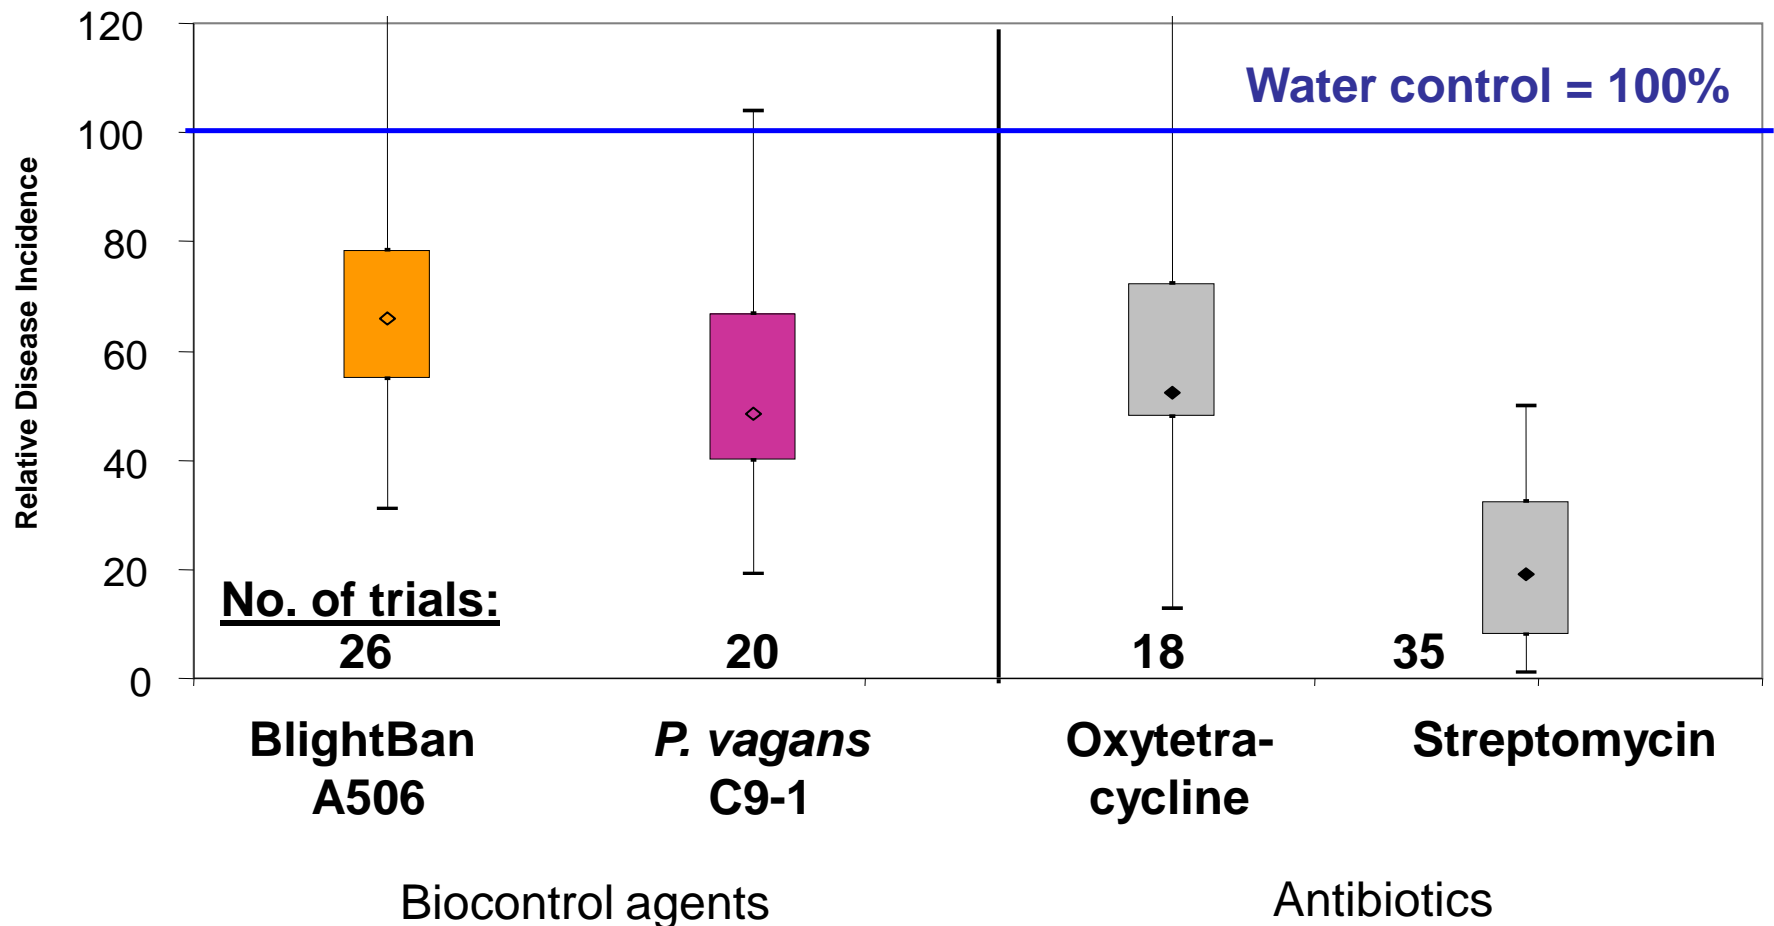 120
100
80
60
40
20
0
Relative Disease Incidence
Water control = 100%
No. of trials:
26 20 18 35
BlightBan P. vagans Oxytetra- Streptomycin
A506 C9-1 cycline
Biocontrol agents Antibiotics